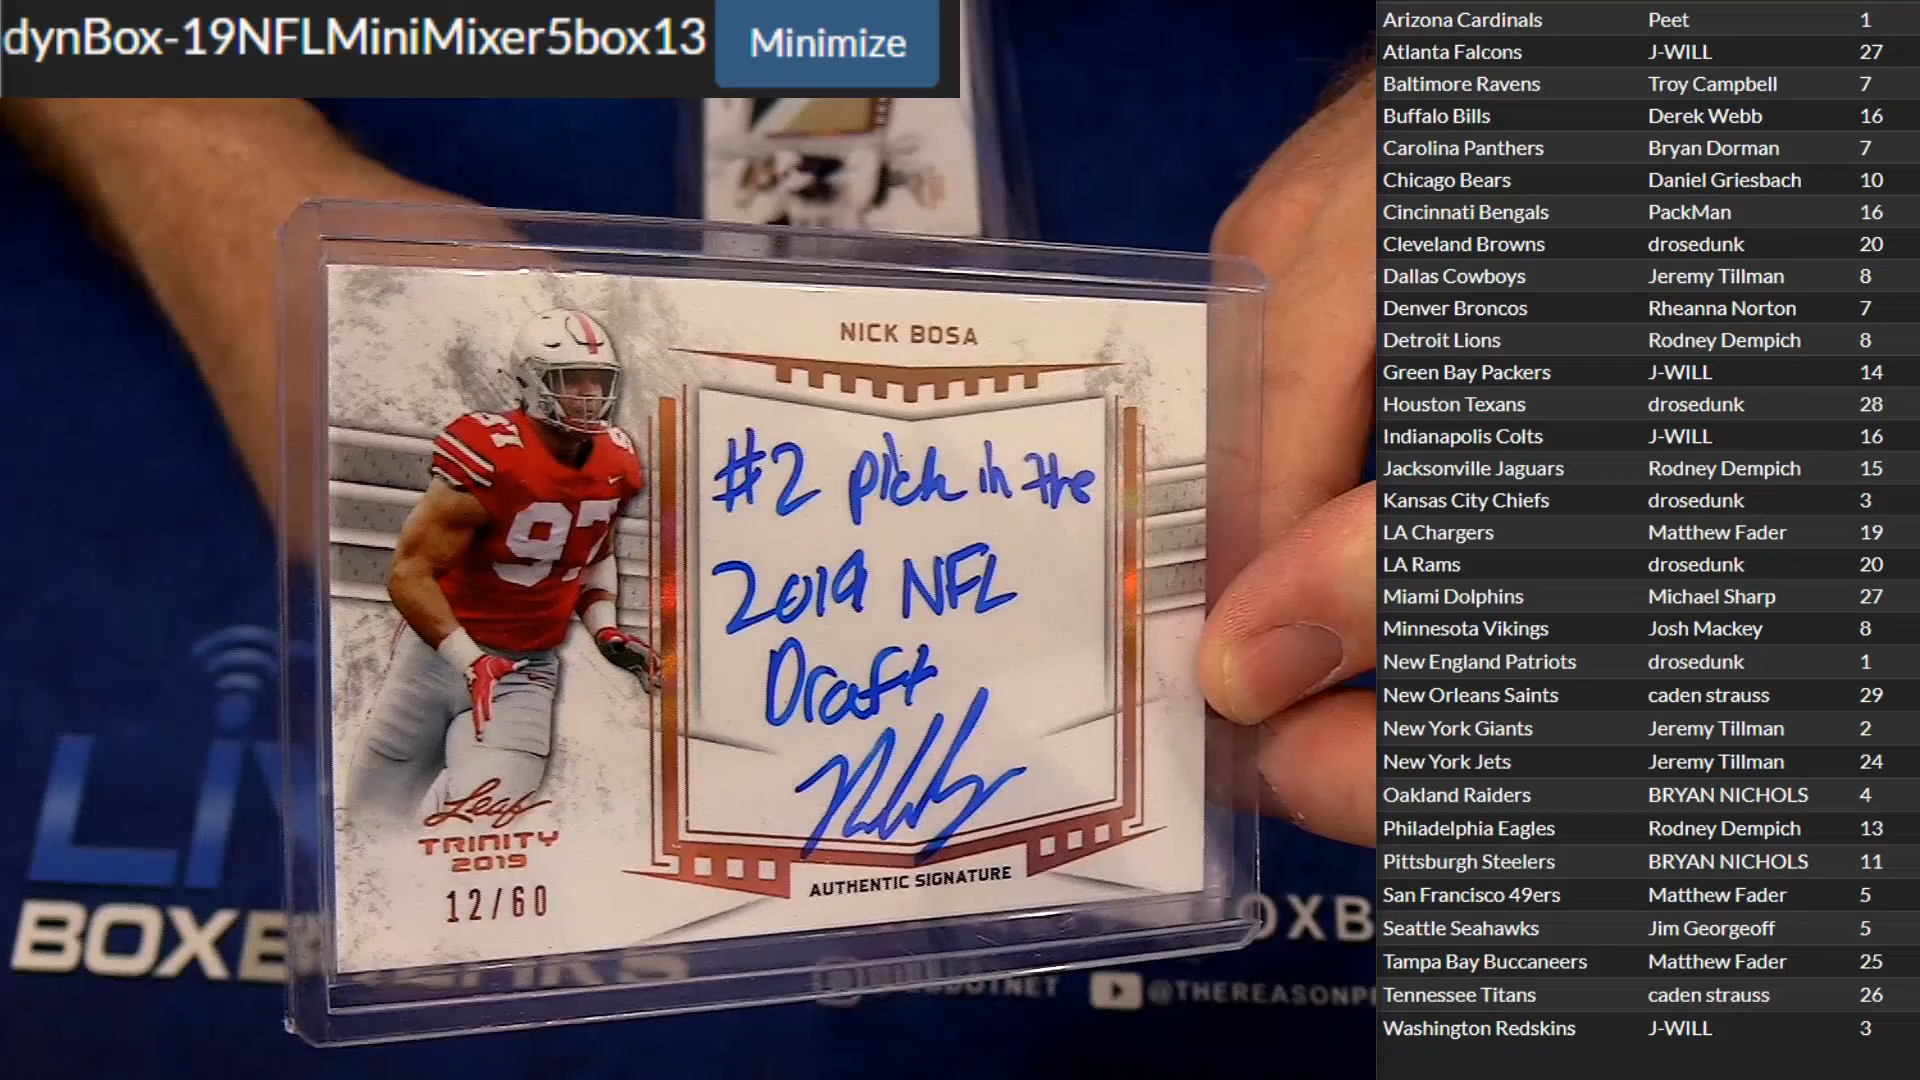 dynBox-19NFLMiniMixer5box13 Minimize
NICK BOSA
#2 pick in the
2019 NFL
Draft
97
Leaf
TRINITY
2019
12/60
AUTHENTIC SIGNATURE
Arizona Cardinals Peet 1
Atlanta Falcons J-WILL 27
Baltimore Ravens Troy Campbell 7
Buffalo Bills Derek Webb 16
Carolina Panthers Bryan Dorman 7
Chicago Bears Daniel Griesbach 10
Cincinnati Bengals PackMan 16
Cleveland Browns drosedunk 20
Dallas Cowboys Jeremy Tillman 8
Denver Broncos Rheanna Norton 7
Detroit Lions Rodney Dempich 8
Green Bay Packers J-WILL 14
Houston Texans drosedunk 28
Indianapolis Colts J-WILL 16
Jacksonville Jaguars Rodney Dempich 15
Kansas City Chiefs drosedunk 3
LA Chargers Matthew Fader 19
LA Rams drosedunk 20
Miami Dolphins Michael Sharp 27
Minnesota Vikings Josh Mackey 8
New England Patriots drosedunk 1
New Orleans Saints caden strauss 29
New York Giants Jeremy Tillman 2
New York Jets Jeremy Tillman 24
Oakland Raiders BRYAN NICHOLS 4
Philadelphia Eagles Rodney Dempich 13
Pittsburgh Steelers BRYAN NICHOLS 11
San Francisco 49ers Matthew Fader 5
Seattle Seahawks Jim Georgeoff 5
Tampa Bay Buccaneers Matthew Fader 25
Tennessee Titans caden strauss 26
Washington Redskins J-WILL 3